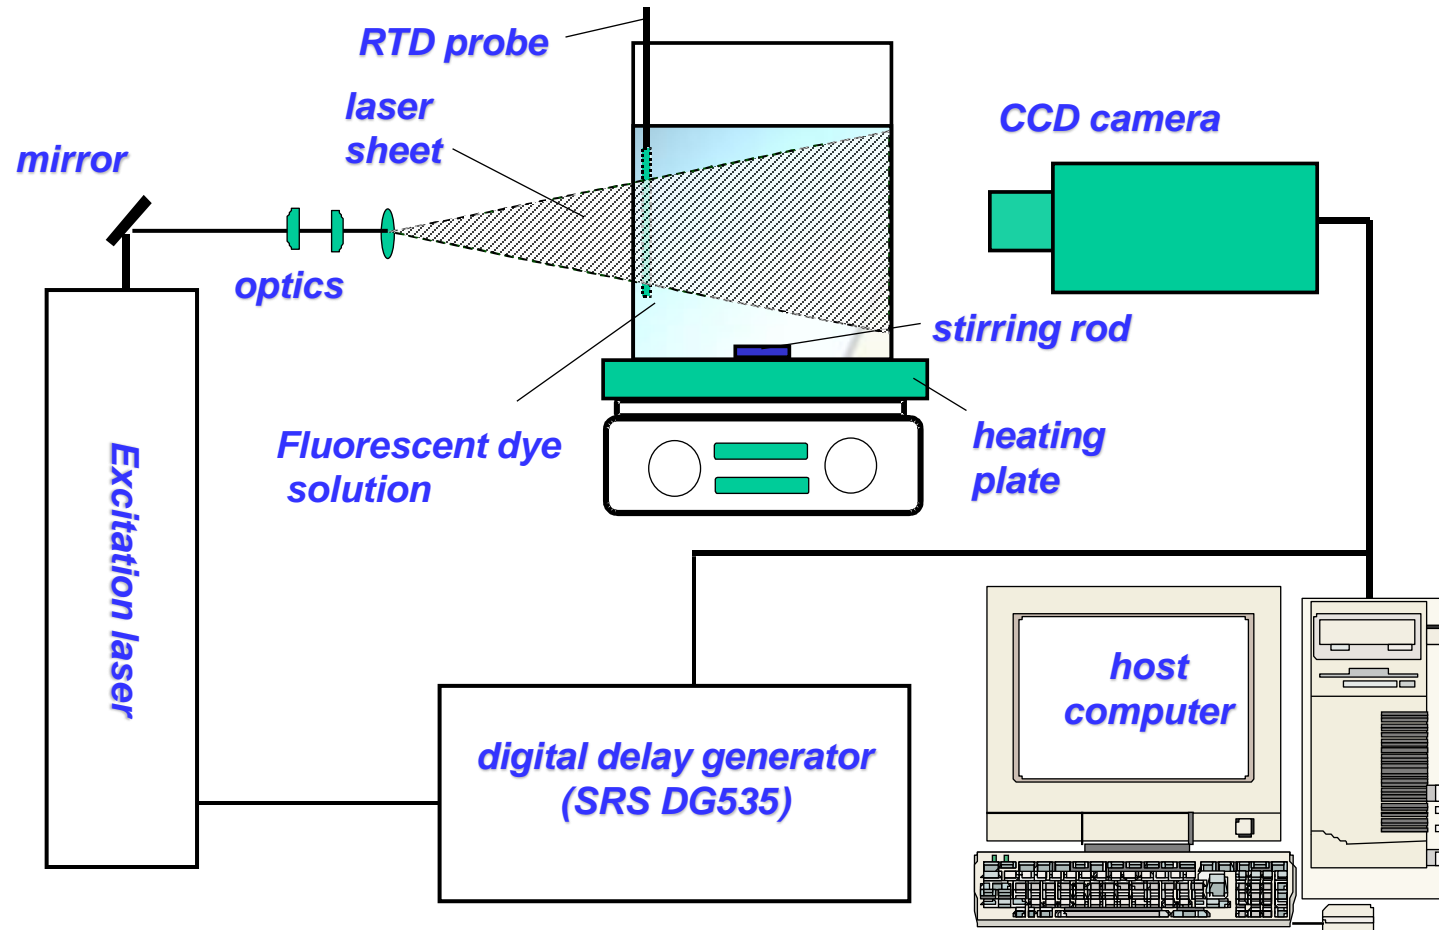 RTD probe
laser
sheet
CCD camera
mirror
optics
stirring rod
Fluorescent dye
solution
heating
plate
Excitation laser
host
computer
digital delay generator
(SRS DG535)